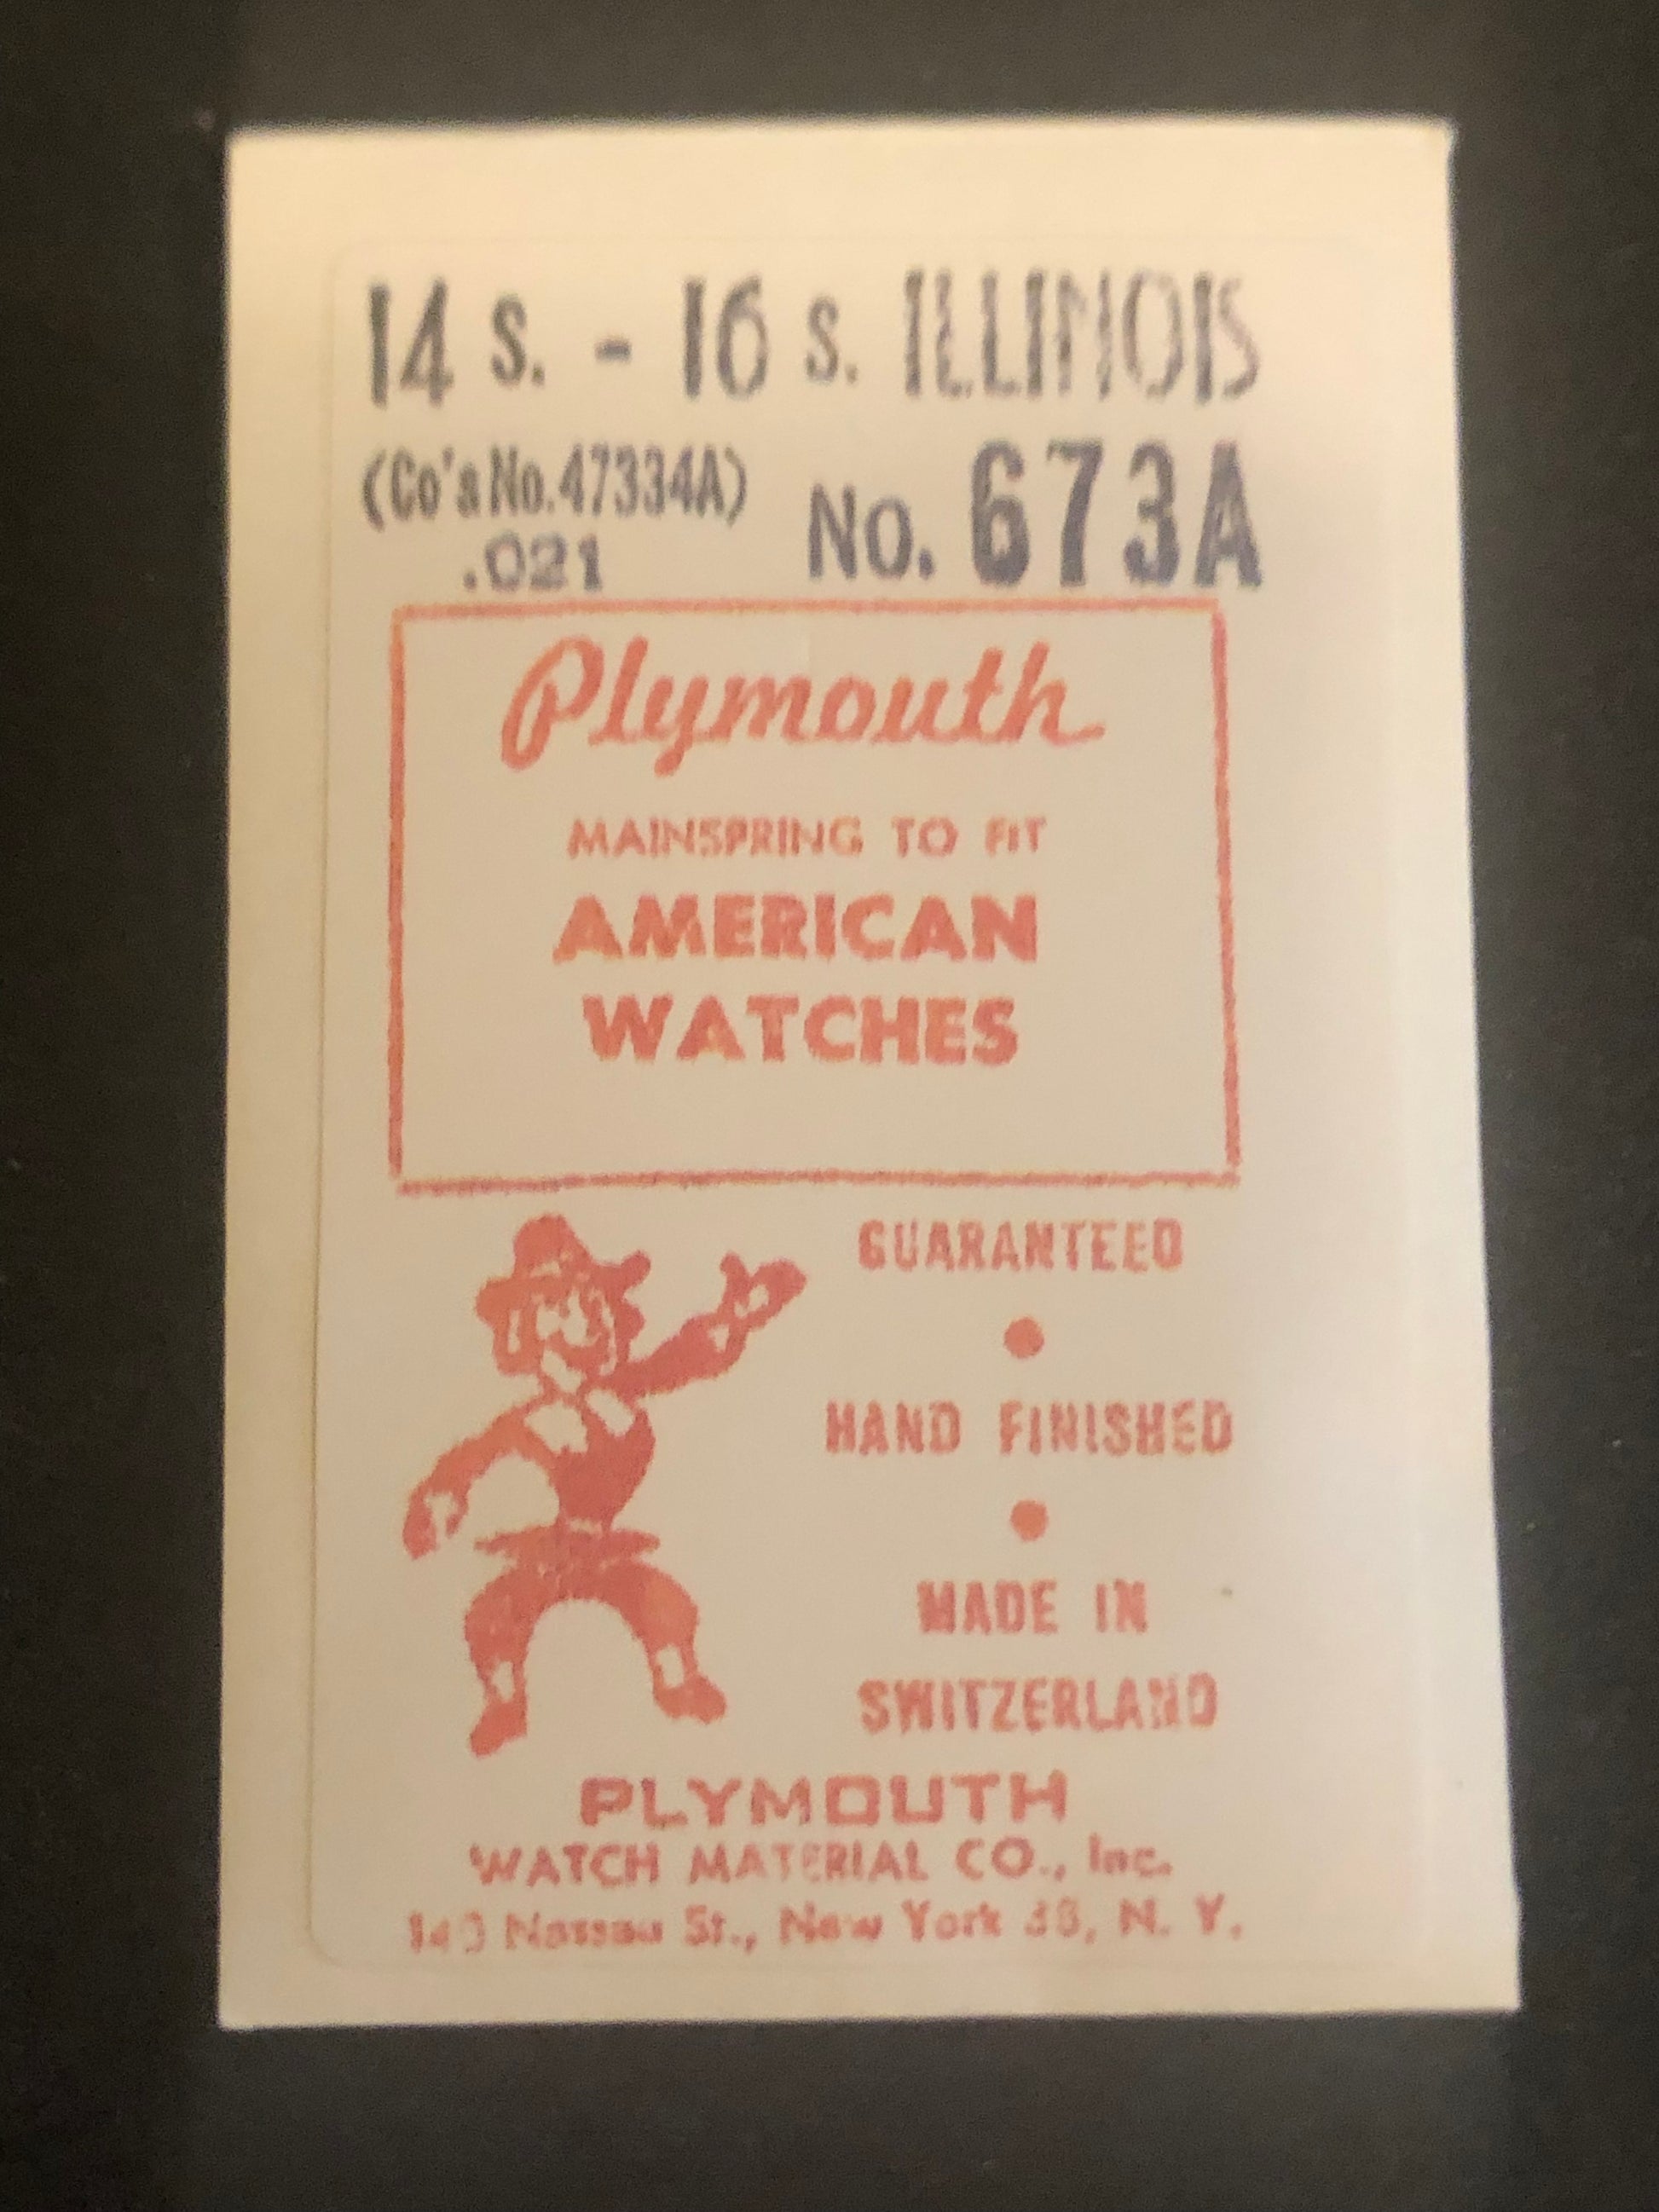 14 S. - 16 S. ILLINOIS
(Co's No. 47334A)
.021
No. 673A
Plymouth
MAINSPRING TO FIT
AMERICAN
WATCHES
GUARANTEED
HAND FINISHED
MADE IN
SWITZERLAND
PLYMOUTH
WATCH MATERIAL CO., Inc.
Nassau St., New York N. Y.